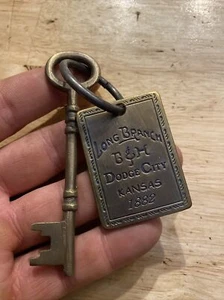 Long Branch
B & H
Dodge City
Kansas
1882